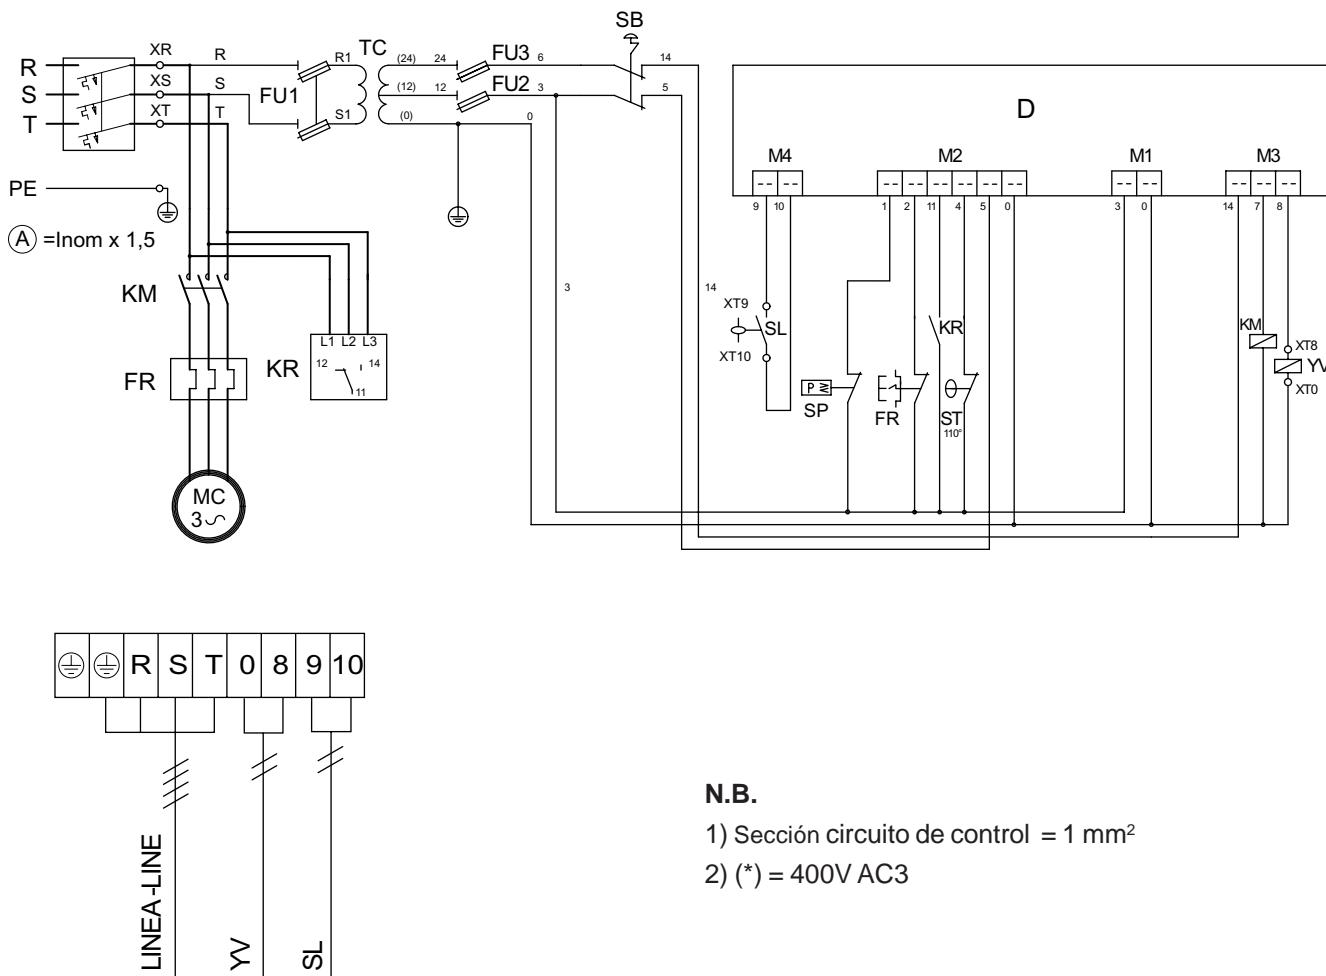 SB
XR R R1 TC (24) 24 FU3 6 14
R
XS S FU1 (12) 12 FU2 3 5
S
XT T S1 (0) 0
T
D
M4 M2 M1 M3
-- -- -- -- -- -- -- -- -- -- -- -- --
9 10 1 2 11 4 5 0 3 0 14 7 8
PE
A =Inom x 1,5
KM
3 14
XT9 SL
XT10
KR
KM
XT8
YV
XT0
L1 L2 L3
12 14
11
KR
FR
P ≥
SP
FR
ST
110°
MC
3
R S T 0 8 9 10
LINEA-LINE
YV
SL
N.B.
1) Sección circuito de control = 1 mm²
2) (*) = 400V AC3